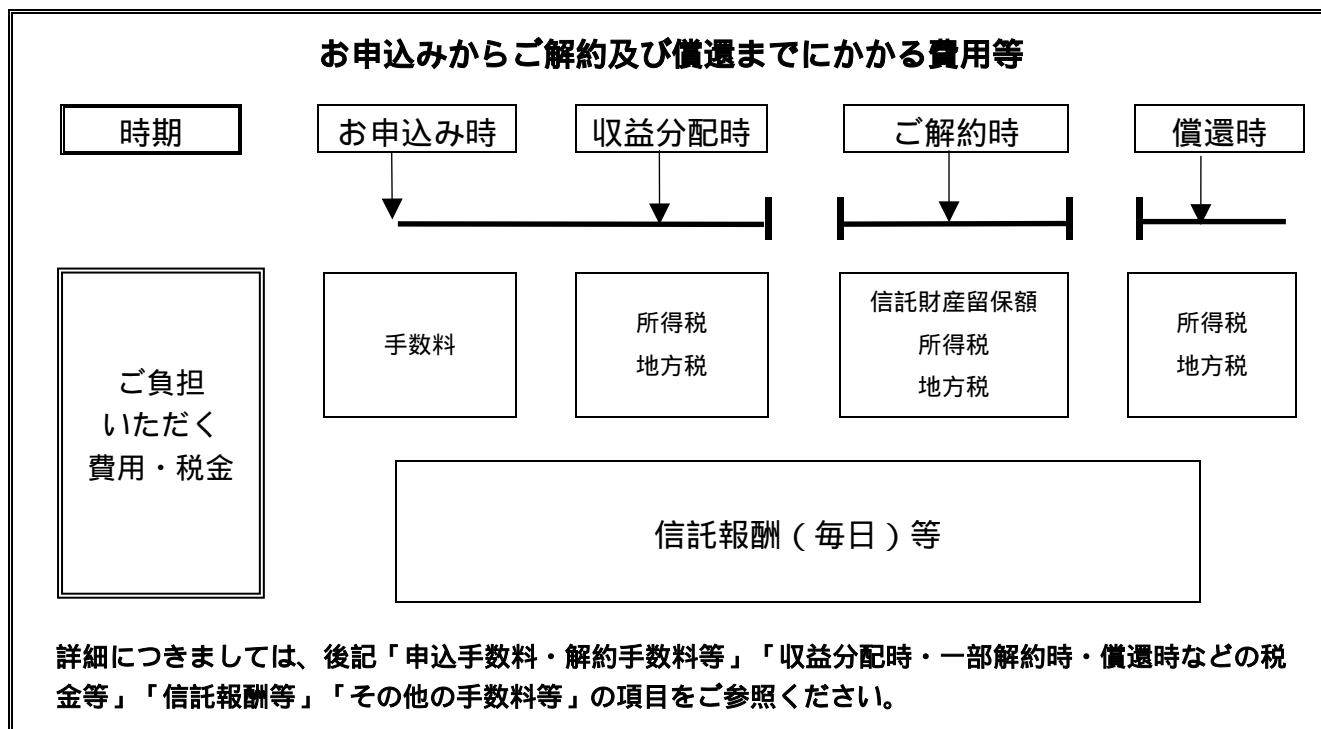 お申込みからご解約及び償還までにかかる費用等
時期
お申込み時
収益分配時
ご解約時
償還時
ご負担
いただく
費用・税金
手数料
所得税
地方税
信託財産留保額
所得税
地方税
所得税
地方税
信託報酬(毎日)等
詳細につきましては、後記「申込手数料・解約手数料等」「収益分配時・一部解約時・償還時などの税
金等」「信託報酬等」「その他の手数料等」の項目をご参照ください。